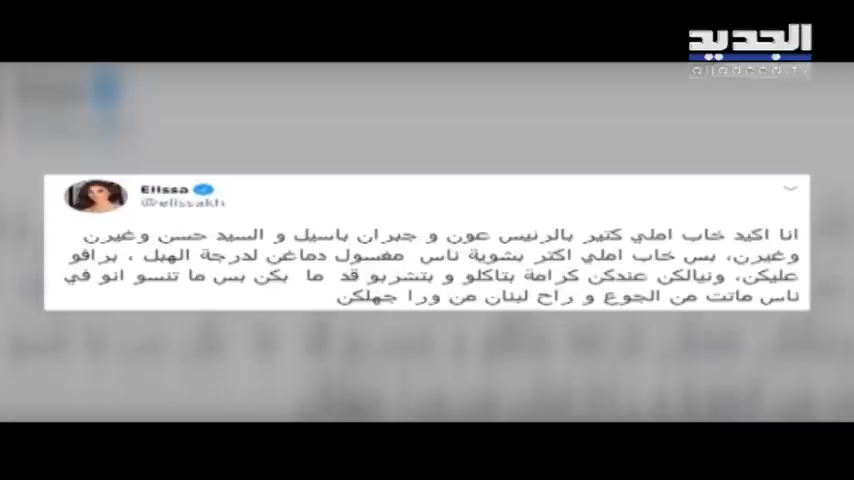 الجديد
aljadeed.tv
Elissa
@elissakh
انا اكيد خاب املي كتير بالرئيس عون و جبران باسيل و السيد حسن وغيرن
وغيرن، بس خاب املي اكتر بشوية ناس مغسول دماغن لدرجة الهبل ، برافو
عليكن، ونيالكن عندكن كرامة بتاكلو و بتشربو قد ما بكن بس ما تنسو انو في
ناس ماتت من الجوع و راح لبنان من ورا جهلكن